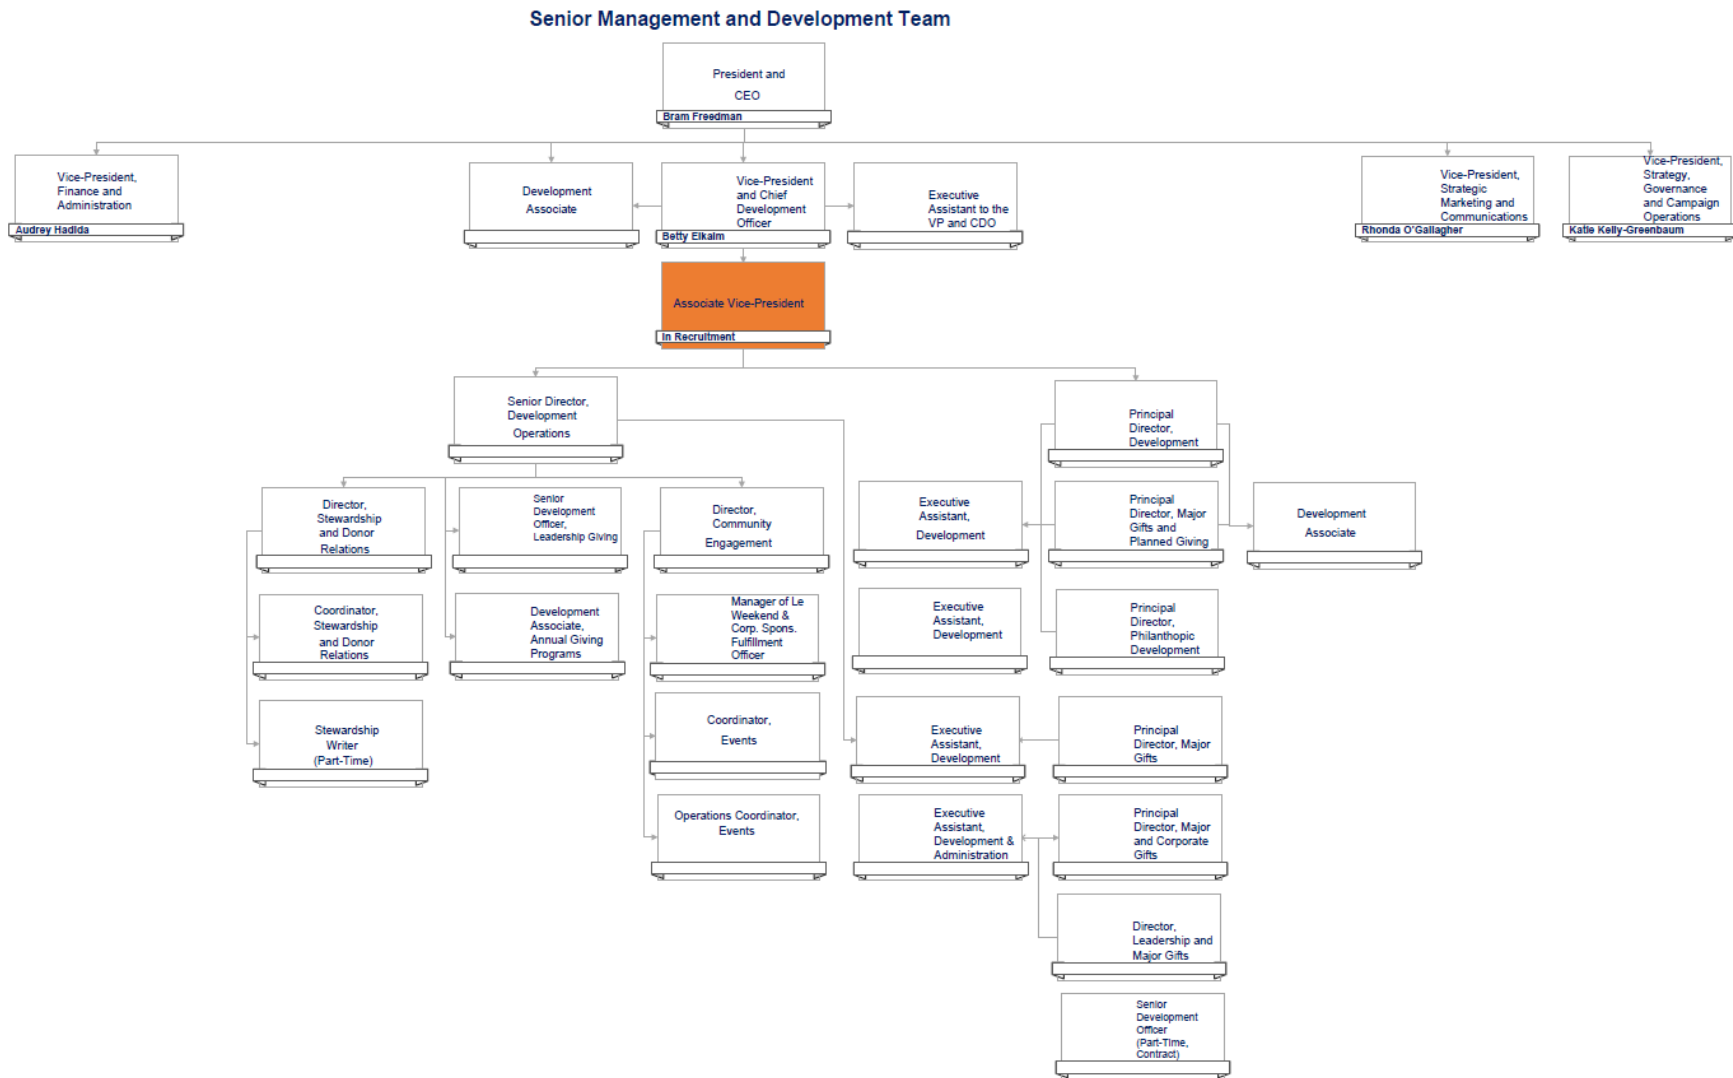 Senior Management and Development Team
President and
CEO
Bram Freedman
Vice-President,
Finance and
Administration
Audrey Hadida
Development
Associate
Vice-President
and Chief
Development
Officer
Betty Elkaim
Executive
Assistant to the
VP and CDO
Vice-President,
Strategic
Marketing and
Communications
Rhonda O'Gallagher
Vice-President,
Strategy,
Governance
and Campaign
Operations
Katie Kelly-Greenbaum
Associate Vice-President
In Recruitment
Senior Director,
Development
Operations
Principal
Director,
Development
Director,
Stewardship
and Donor
Relations
Senior
Development
Officer,
Leadership Giving
Director,
Community
Engagement
Executive
Assistant,
Development
Principal
Director, Major
Gifts and
Planned Giving
Development
Associate
Coordinator,
Stewardship
and Donor
Relations
Development
Associate,
Annual Giving
Programs
Manager of Le
Weekend &
Corp. Spons.
Fulfillment
Officer
Executive
Assistant,
Development
Principal
Director,
Philanthopic
Development
Stewardship
Writer
(Part-Time)
Coordinator,
Events
Executive
Assistant,
Development
Principal
Director, Major
Gifts
Operations Coordinator,
Events
Executive
Assistant,
Development &
Administration
Principal
Director, Major
and Corporate
Gifts
Director,
Leadership and
Major Gifts
Senior
Development
Officer
(Part-Time,
Contract)